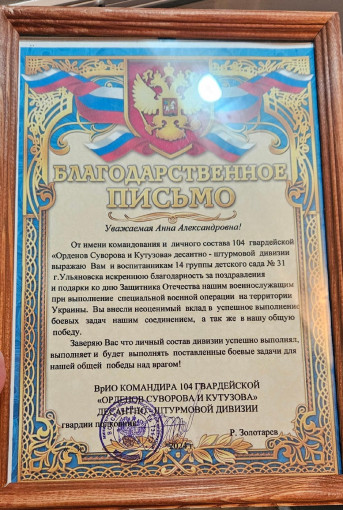 БЛАГОДАРСТВЕННОЕ
ПИСЬМО
Уважаемая Анна Александровна!
От имени командования и личного состава 104 гвардейской
«Орденов Суворова и Кутузова» десантно - штурмовой дивизии
выражаю Вам и воспитанникам 14 группы детского сада № 31
г.Ульяновска искреннюю благодарность за поздравления
и подарки ко дню Защитника Отечества нашим военнослужащим
при выполнение специальной военной операции на территории
Украины. Вы внесли неоценимый вклад в успешное выполнение
боевых задач нашим соединением, а так же в нашу общую
победу.
Заверяю Вас что личный состав дивизии успешно выполнял,
выполняет и будет выполнять поставленные боевые задачи для
нашей общей победы над врагом!
ВрИО КОМАНДИРА 104 ГВАРДЕЙСКОЙ
«ОРДЕНОВ СУВОРОВА И КУТУЗОВА»
ДЕСАНТНО - ШТУРМОВОЙ ДИВИЗИИ
гвардии полковник
Р. Золотарев